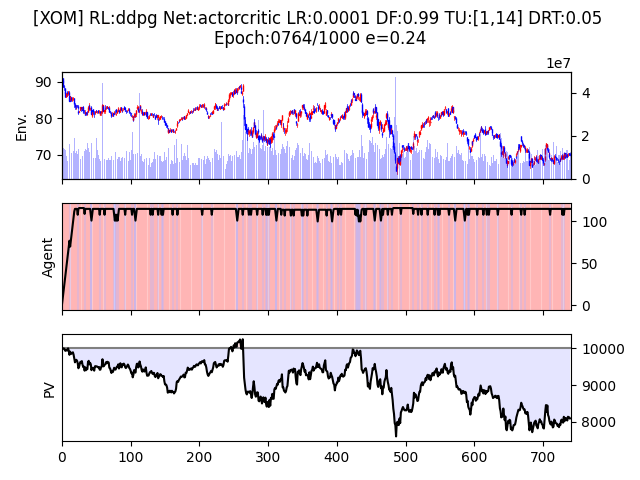 [XOM] RL:ddpg Net:actorcritic LR:0.0001 DF:0.99 TU:[1,14] DRT:0.05
Epoch:0764/1000 e=0.24
1e7
90
80
70
Env.
4
2
0
Agent
100
50
0
PV
10000
9000
8000
0 100 200 300 400 500 600 700